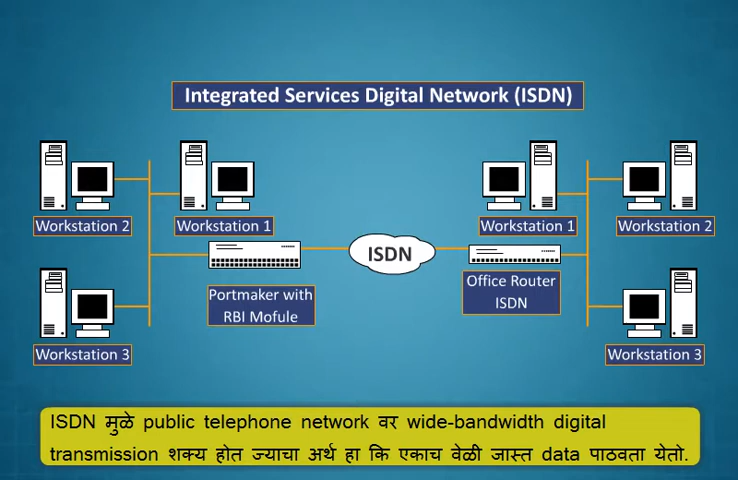 Integrated Services Digital Network (ISDN)
Workstation 2
Workstation 1
Workstation 1
Workstation 2
ISDN
Portmaker with
RBI Mofule
Office Router
ISDN
Workstation 3
Workstation 3
ISDN मुळे public telephone network वर wide-bandwidth digital
transmission शक्य होत ज्याचा अर्थ हा कि एकाच वेळी जास्त data पाठवता येतो.